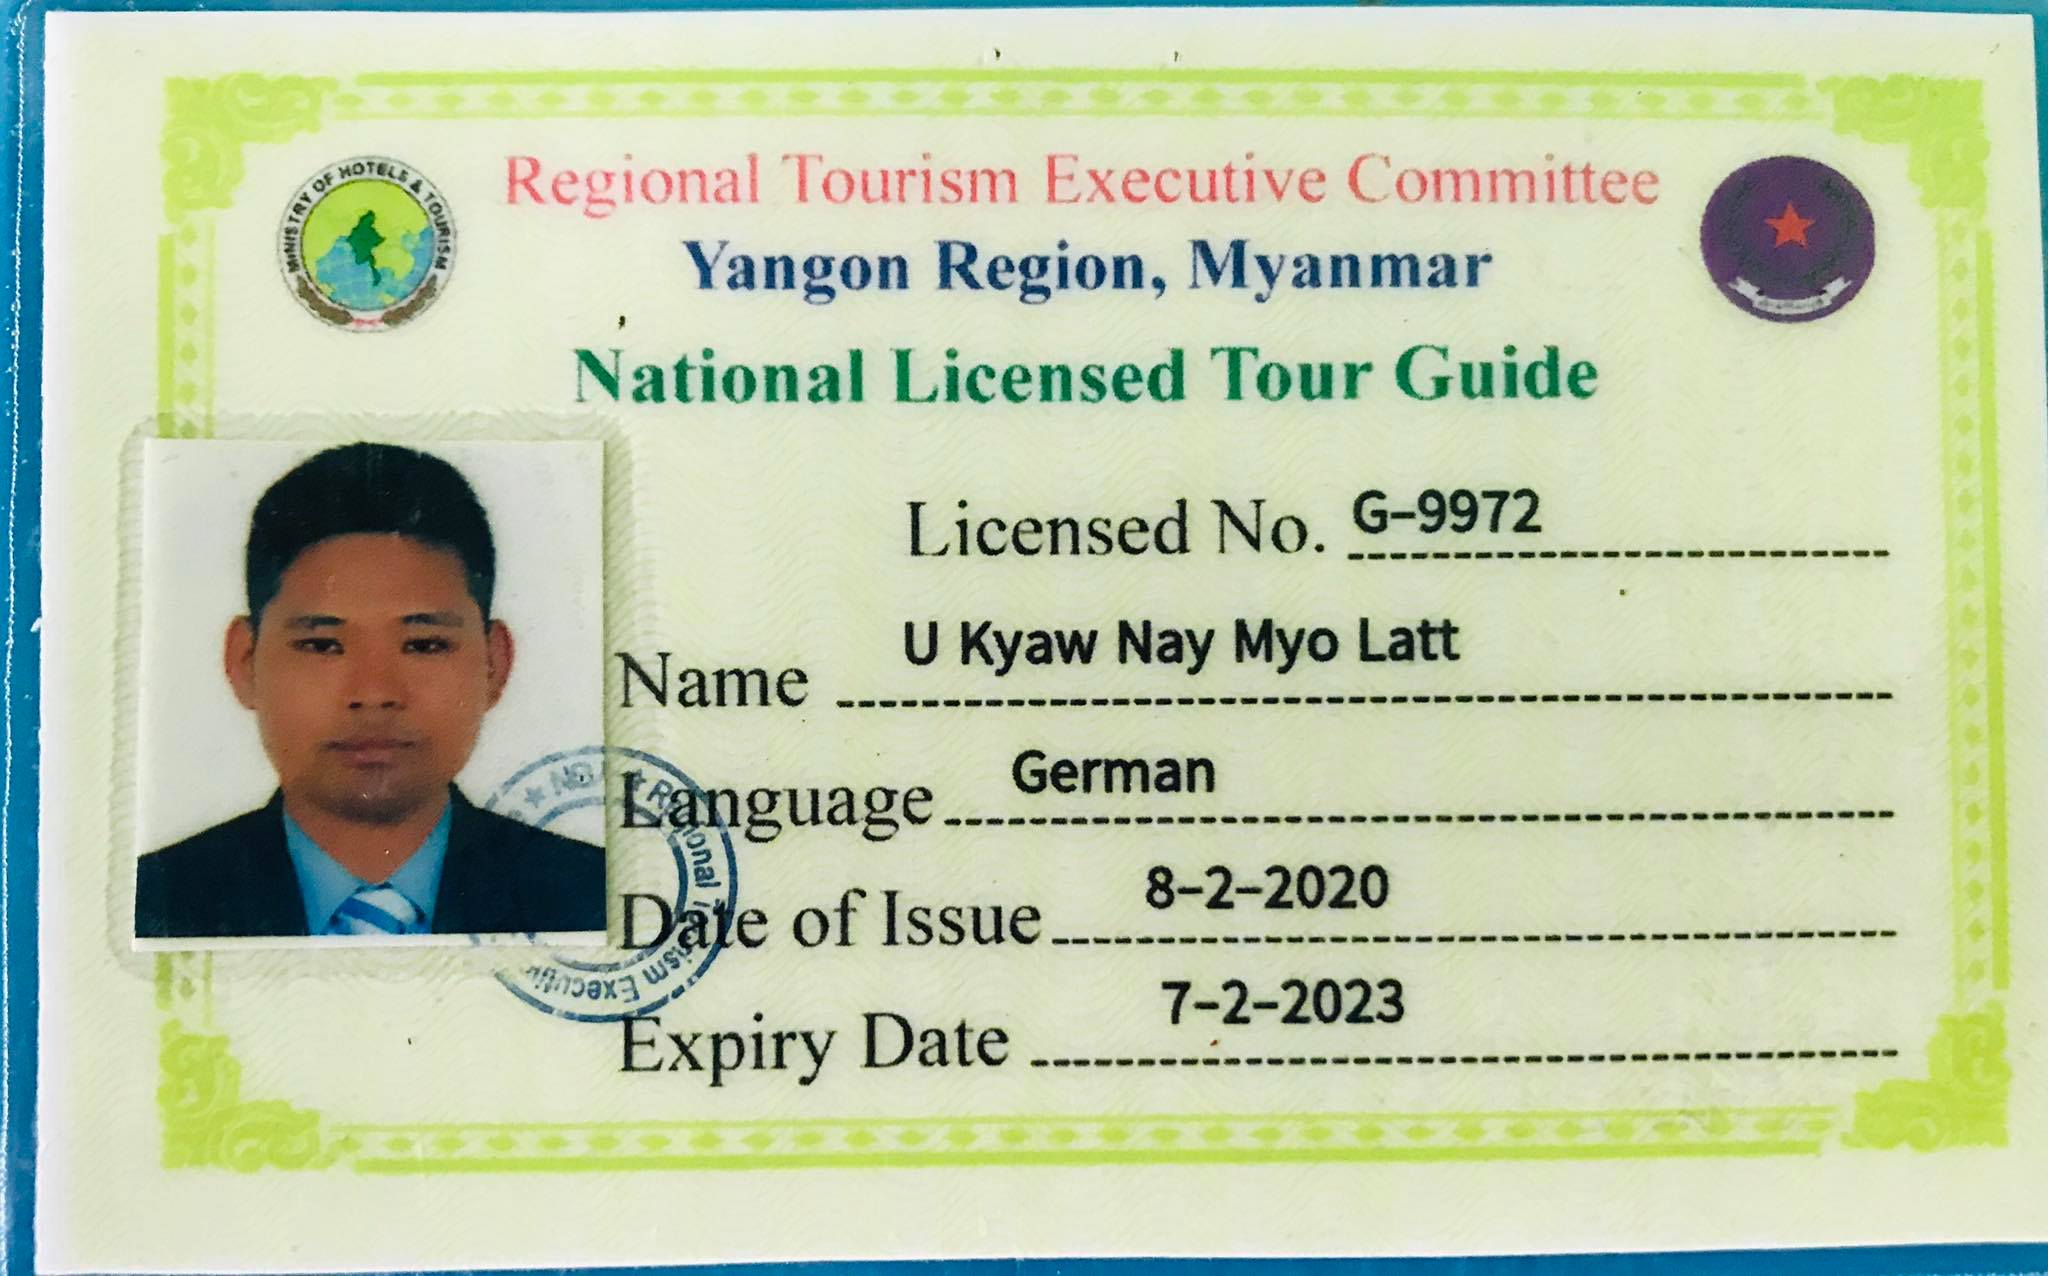 MINISTRY OF HOTELS & TOURISM
Regional Tourism Executive Committee
Yangon Region, Myanmar
National Licensed Tour Guide
Licensed No. G-9972
Name U Kyaw Nay Myo Latt
Language German
Date of Issue 8-2-2020
Expiry Date 7-2-2023
Regional Tourism